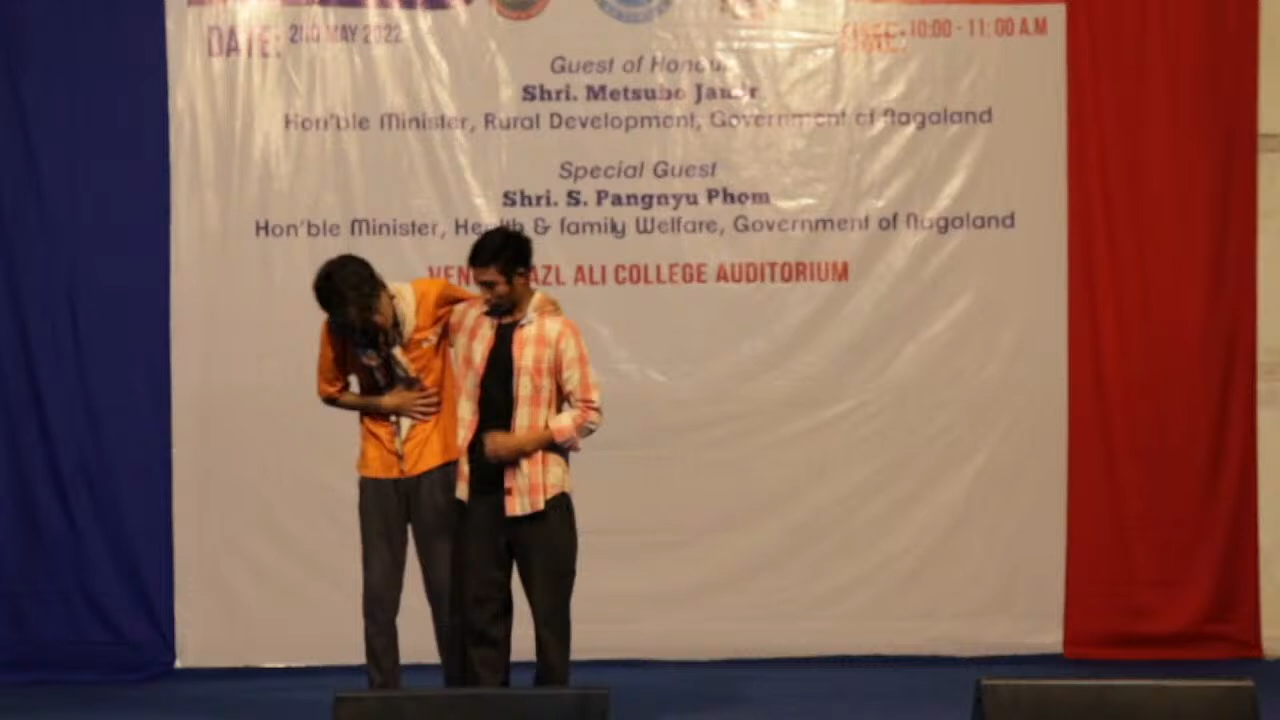 DATE: 2ND MAY 2022
10:00 - 11:00 A.M
Guest of Honour
Shri. Metsubo Jamir
Hon'ble Minister, Rural Development, Government of Nagaland
Special Guest
Shri. S. Pangnyu Phom
Hon'ble Minister, Health & family Welfare, Government of Nagaland
FAZL ALI COLLEGE AUDITORIUM